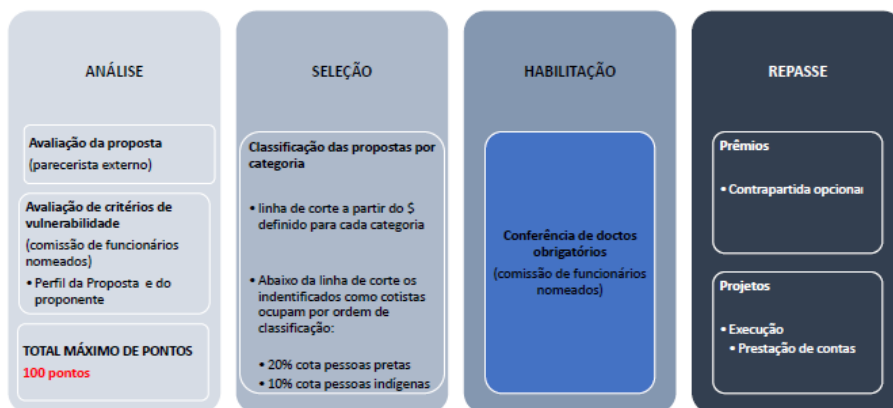 ANÁLISE
Avaliação da proposta
(parecerista externo)
Avaliação de critérios de
vulnerabilidade
(comissão de funcionários
nomeados)
• Perfil da Proposta e do
proponente
TOTAL MÁXIMO DE PONTOS
100 pontos
SELEÇÃO
Classificação das propostas por
categoria
• linha de corte a partir do $
definido para cada categoria
• Abaixo da linha de corte os
indentificados como cotistas
ocupam por ordem de
classificação:
• 20% cota pessoas pretas
• 10% cota pessoas indígenas
HABILITAÇÃO
Conferência de doctos
obrigatórios
(comissão de funcionários
nomeados)
REPASSE
Prêmios
• Contrapartida opcional
Projetos
• Execução
• Prestação de contas